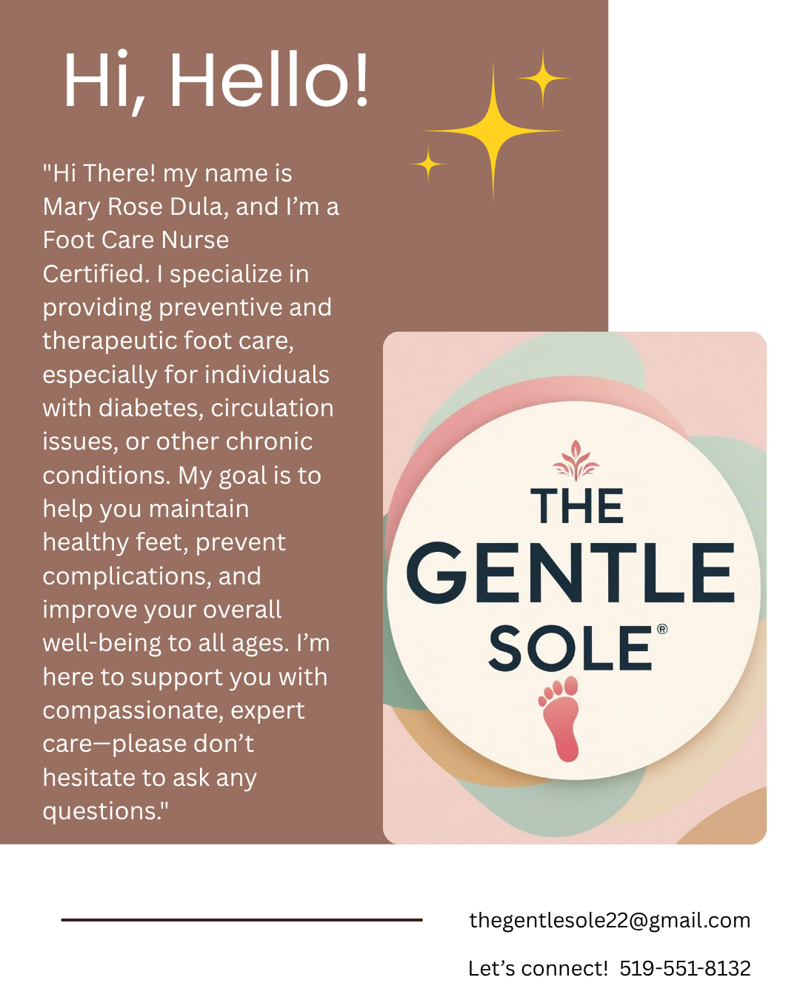 Hi, Hello!
"Hi There! my name is
Mary Rose Dula, and I’m a
Foot Care Nurse
Certified. I specialize in
providing preventive and
therapeutic foot care,
especially for individuals
with diabetes, circulation
issues, or other chronic
conditions. My goal is to
help you maintain
healthy feet, prevent
complications, and
improve your overall
well-being to all ages. I’m
here to support you with
compassionate, expert
care—please don’t
hesitate to ask any
questions."
THE
GENTLE
SOLE®
thegentlesole22@gmail.com
Let’s connect!  519-551-8132